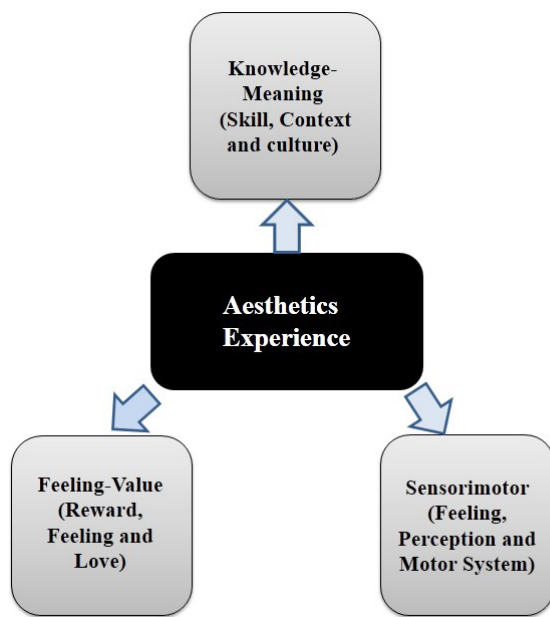 Knowledge-
Meaning
(Skill, Context
and culture)
Aesthetics
Experience
Feeling-Value
(Reward,
Feeling and
Love)
Sensorimotor
(Feeling,
Perception and
Motor System)